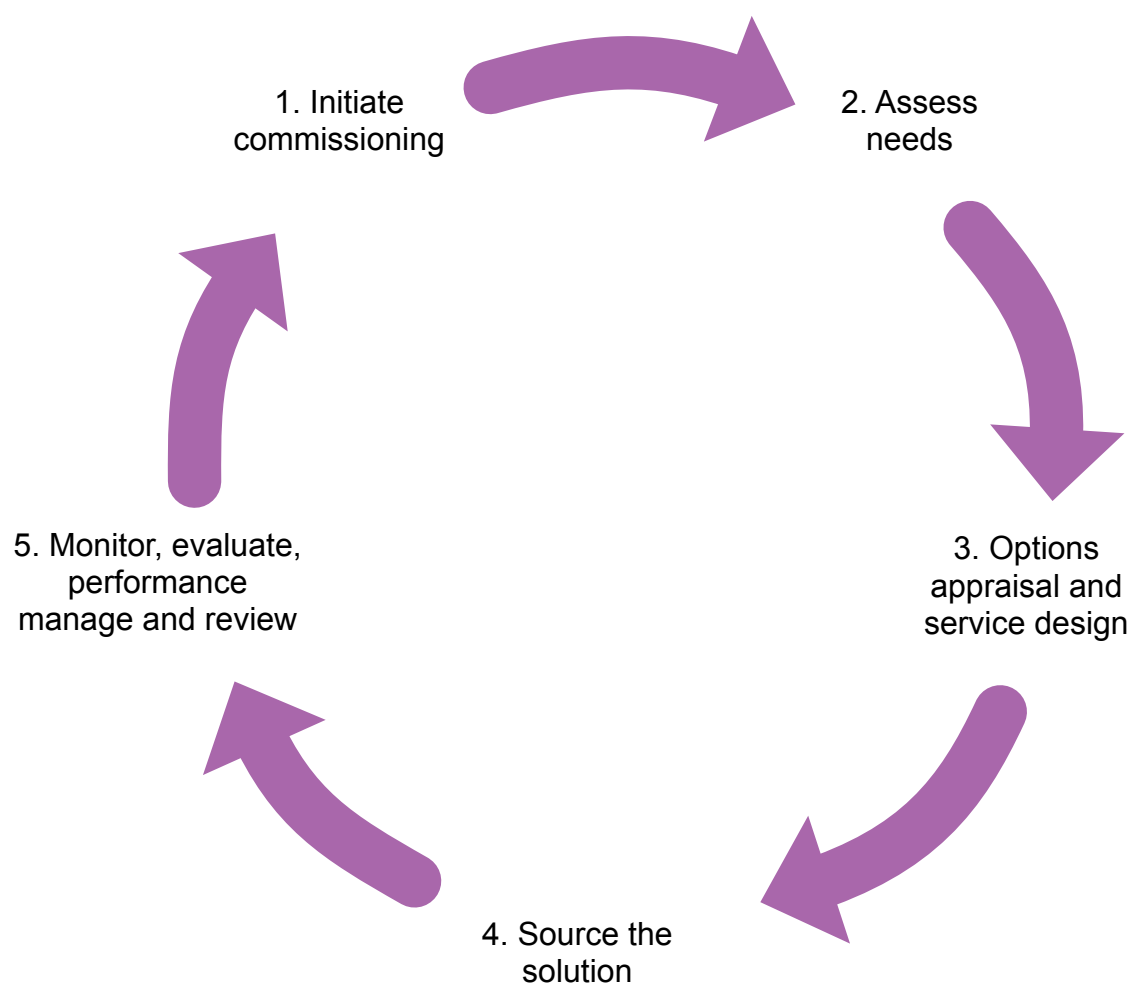 1. Initiate
commissioning
2. Assess
needs
3. Options
appraisal and
service design
4. Source the
solution
5. Monitor, evaluate,
performance
manage and review